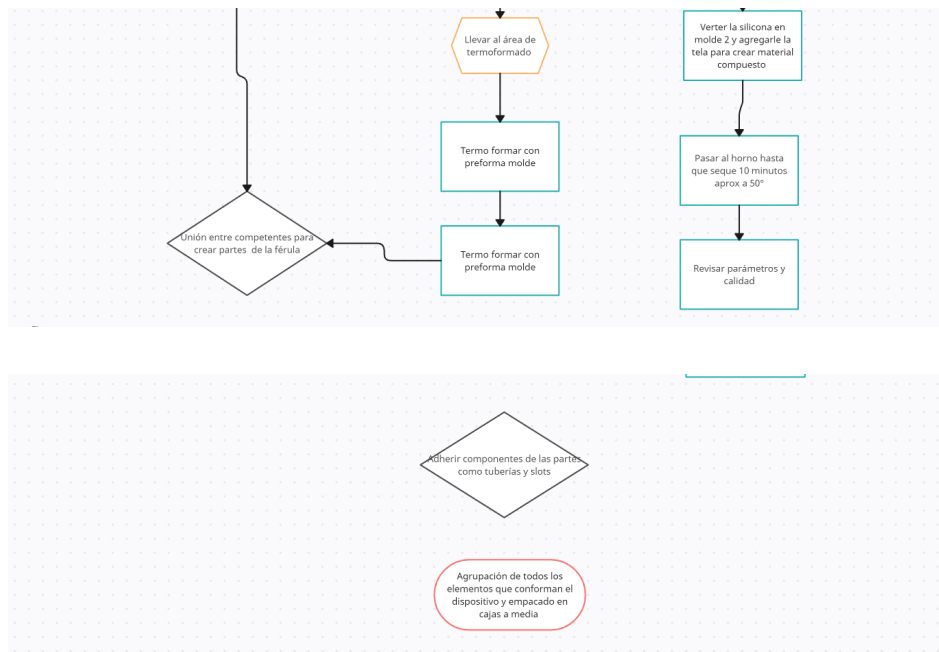 Llevar al área de
termoformado
Verter la silicona en
molde 2 y agregarle la
tela para crear material
compuesto
Termo formar con
preforma molde
Pasar al horno hasta
que seque 10 minutos
aprox a 50°
Unión entre competentes para
crear partes de la férula
Termo formar con
preforma molde
Revisar parámetros y
calidad
Adherir componentes de las partes
como tuberías y slots
Agrupación de todos los
elementos que conforman el
dispositivo y empacado en
cajas a media